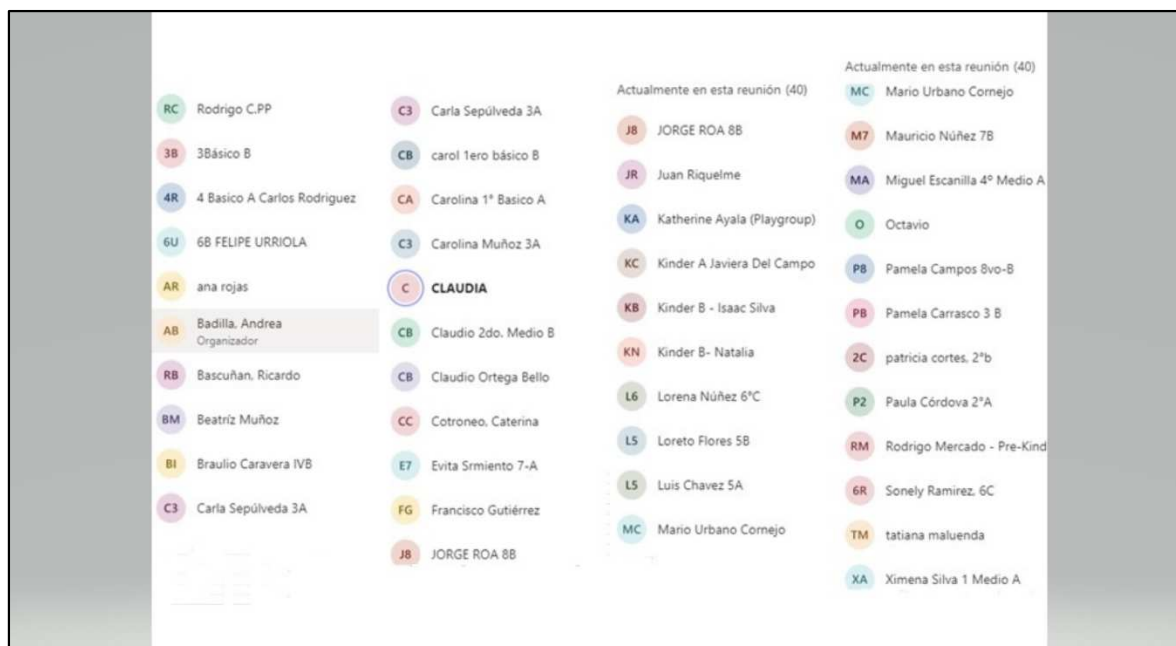 RC Rodrigo C.PP
3B 3Básico B
4R 4 Basico A Carlos Rodriguez
6U 6B FELIPE URRIOLA
AR ana rojas
AB Badilla, Andrea
Organizador
RB Bascuñan, Ricardo
BM Beatríz Muñoz
BI Braulio Caravera IVB
C3 Carla Sepúlveda 3A
C3 Carla Sepúlveda 3A
CB carol 1ero básico B
CA Carolina 1° Basico A
C3 Carolina Muñoz 3A
C CLAUDIA
CB Claudio 2do. Medio B
CB Claudio Ortega Bello
CC Cotroneo, Caterina
E7 Evita Srmiento 7-A
FG Francisco Gutiérrez
J8 JORGE ROA 8B
Actualmente en esta reunión (40)
J8 JORGE ROA 8B
JR Juan Riquelme
KA Katherine Ayala (Playgroup)
KC Kinder A Javiera Del Campo
KB Kinder B - Isaac Silva
KN Kinder B- Natalia
L6 Lorena Núñez 6°C
L5 Loreto Flores 5B
L5 Luis Chavez 5A
MC Mario Urbano Cornejo
Actualmente en esta reunión (40)
MC Mario Urbano Cornejo
M7 Mauricio Núñez 7B
MA Miguel Escanilla 4º Medio A
O Octavio
P8 Pamela Campos 8vo-B
PB Pamela Carrasco 3 B
2C patricia cortes, 2°b
P2 Paula Córdova 2°A
RM Rodrigo Mercado - Pre-Kind
6R Sonely Ramirez, 6C
TM tatiana maluenda
XA Ximena Silva 1 Medio A